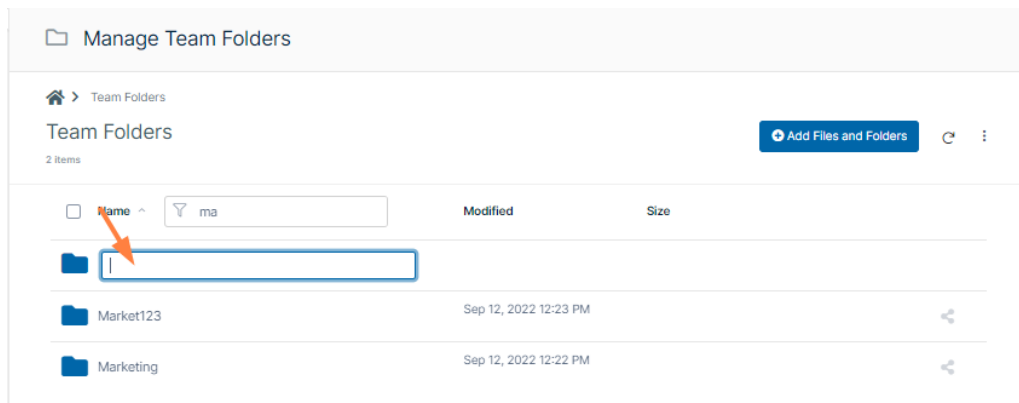 Manage Team Folders
Team Folders
Team Folders
2 items
Add Files and Folders
Name ma Modified Size
Market123 Sep 12, 2022 12:23 PM
Marketing Sep 12, 2022 12:22 PM